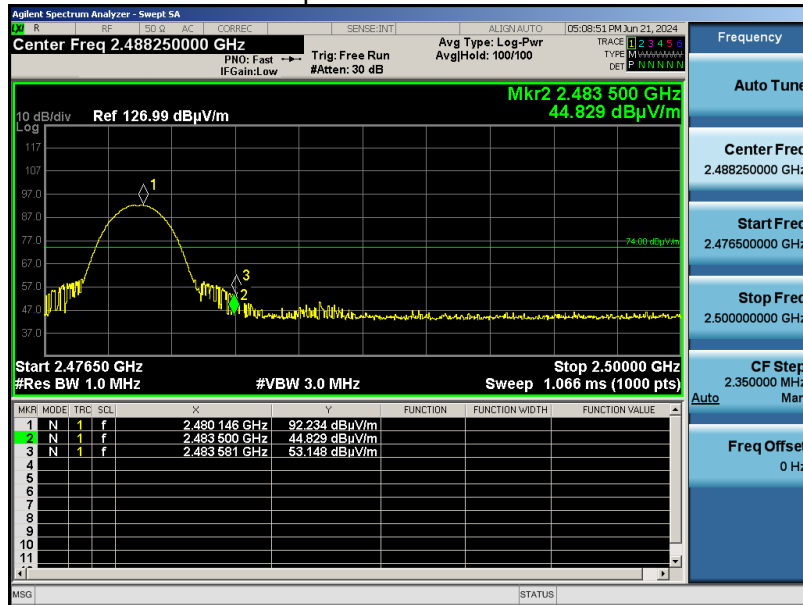 Agilent Spectrum Analyzer - Swept SA
LXI R RF 50 Ω AC CORREC SENSE:INT ALIGN AUTO 05:08:51 PM Jun 21, 2024
Center Freq 2.488250000 GHz
PNO: Fast
IFGain:Low
Trig: Free Run
#Atten: 30 dB
Avg Type: Log-Pwr
Avg|Hold: 100/100
TRACE 1 2 3 4 5 6
TYPE M
DET P N N N N N
Mkr2 2.483 500 GHz
44.829 dBµV/m
10 dB/div Ref 126.99 dBµV/m
Log
117
107
97.0
87.0
77.0
67.0
57.0
47.0
37.0
1
3
2
74.00 dBµV/m
Start 2.47650 GHz Stop 2.50000 GHz
#Res BW 1.0 MHz #VBW 3.0 MHz Sweep 1.066 ms (1000 pts)
MKR MODE TRC SCL X Y FUNCTION FUNCTION WIDTH FUNCTION VALUE
1 N 1 f 2.480 146 GHz 92.234 dBµV/m
2 N 1 f 2.483 500 GHz 44.829 dBµV/m
3 N 1 f 2.483 581 GHz 53.148 dBµV/m
4
5
6
7
8
9
10
11
MSG STATUS
Frequency
Auto Tune
Center Freq
2.488250000 GHz
Start Freq
2.476500000 GHz
Stop Freq
2.500000000 GHz
CF Step
2.350000 MHz
Auto Man
Freq Offset
0 Hz